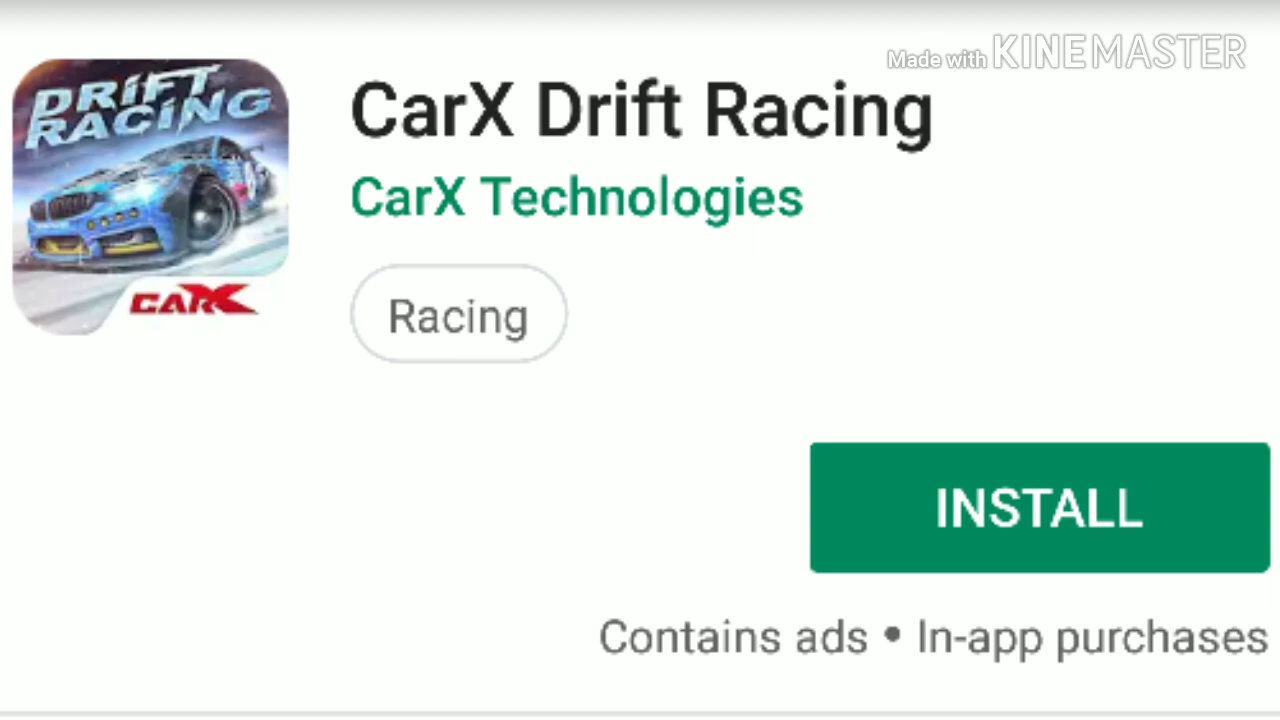 Made with KINEMASTER
DRiFT
RACiNG
CARX
CarX Drift Racing
CarX Technologies
Racing
INSTALL
Contains ads • In-app purchases